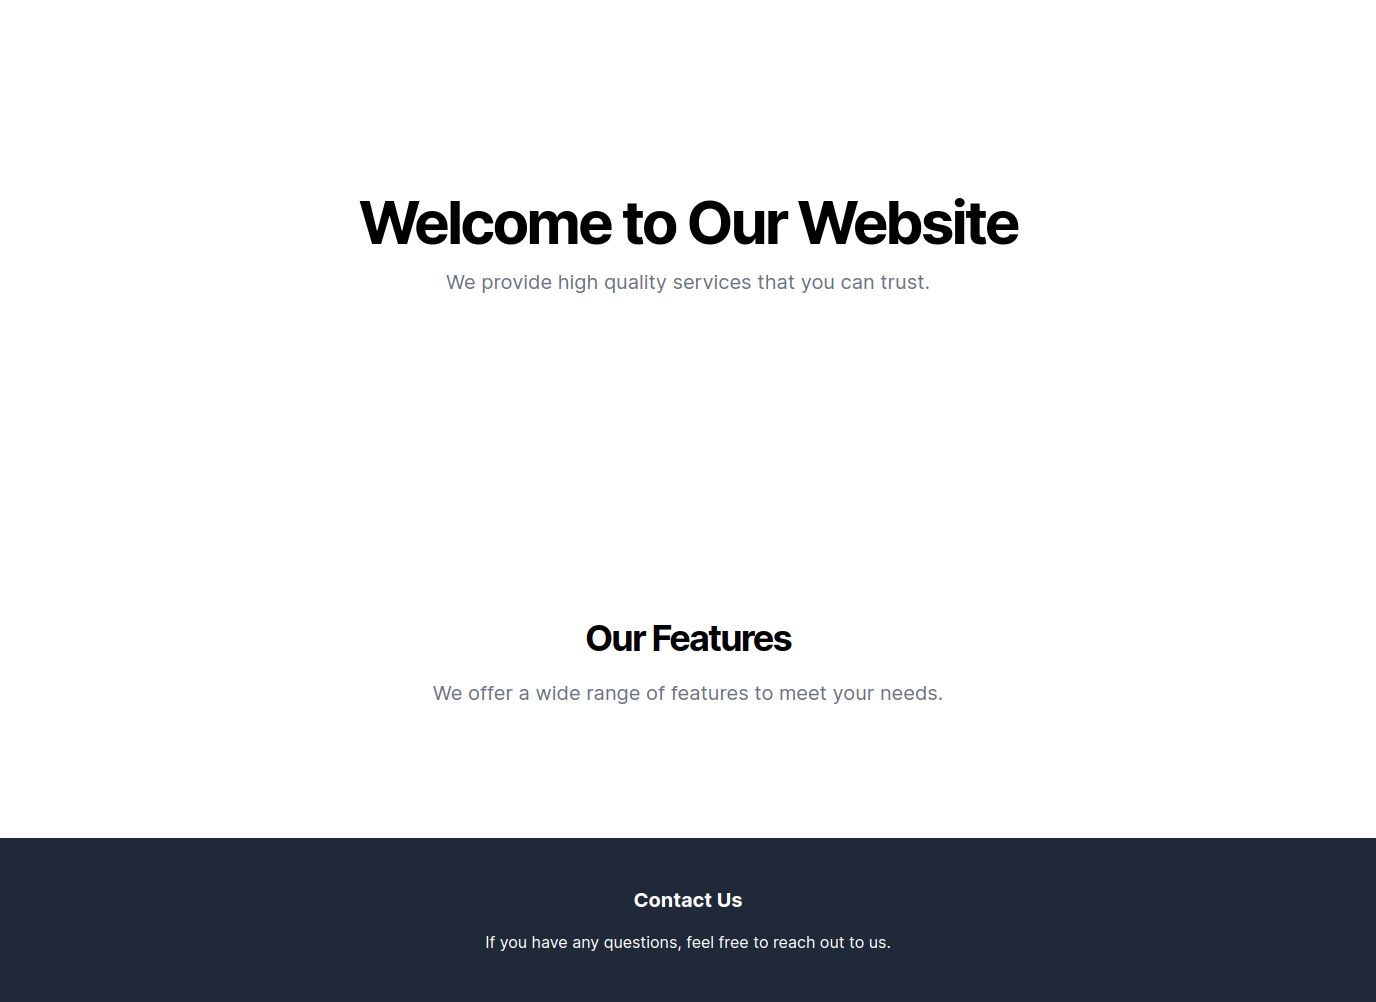 Welcome to Our Website
We provide high quality services that you can trust.
Our Features
We offer a wide range of features to meet your needs.
Contact Us
If you have any questions, feel free to reach out to us.